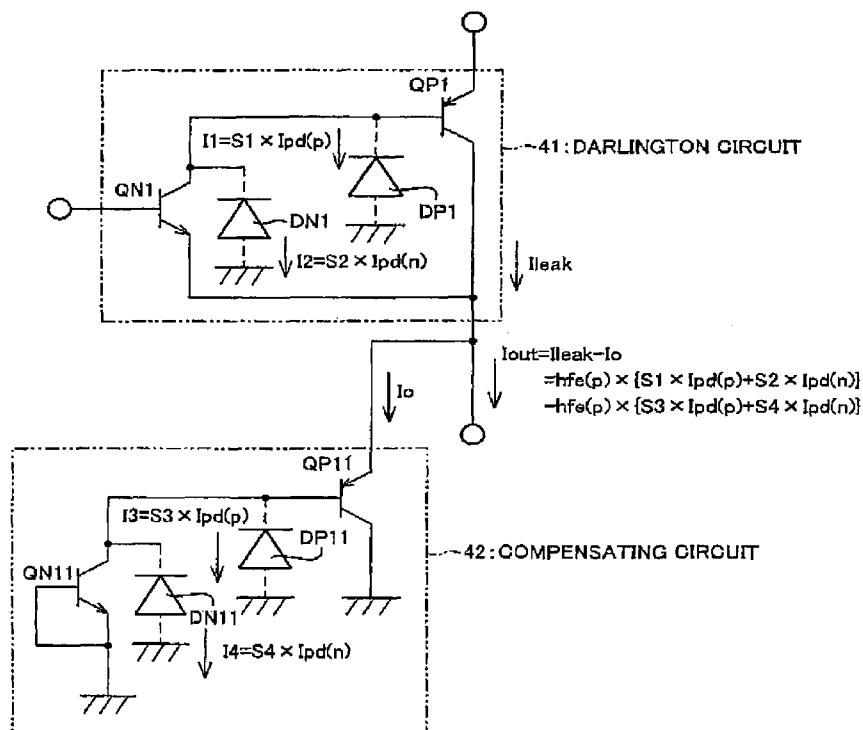 QP1
I1=S1×Ipd(p)
41:DARLINGTON CIRCUIT
QN1
DN1
DP1
I2=S2×Ipd(n)
Ileak
Iout=Ileak-Io
=hfe(p)×{S1×Ipd(p)+S2×Ipd(n)}
-hfe(p)×{S3×Ipd(p)+S4×Ipd(n)}
Io
QP11
I3=S3×Ipd(p)
DP11
42:COMPENSATING CIRCUIT
QN11
DN11
I4=S4×Ipd(n)